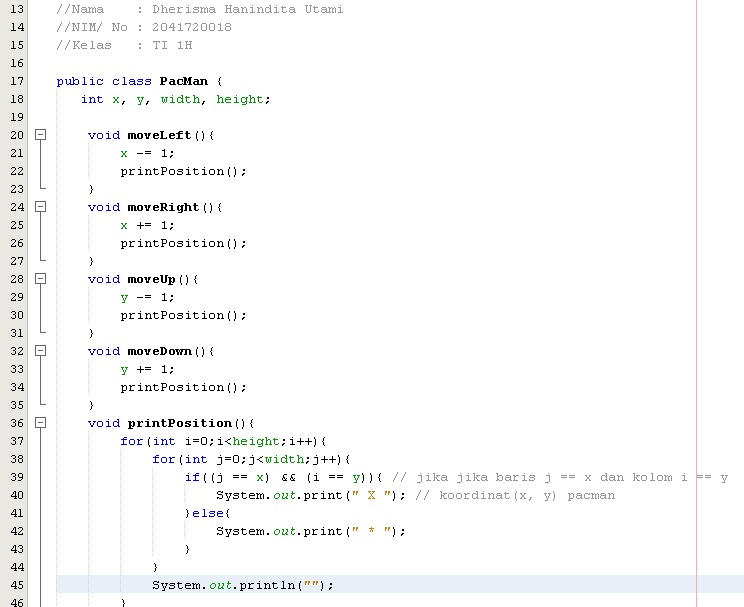 13 //Nama    : Dherisma Hanindita Utami
14 //NIM/ No : 2041720018
15 //Kelas   : TI 1H
16
17 public class PacMan {
18    int x, y, width, height;
19
20     void moveLeft(){
21         x -= 1;
22         printPosition();
23     }
24     void moveRight(){
25         x += 1;
26         printPosition();
27     }
28     void moveUp(){
29         y -= 1;
30         printPosition();
31     }
32     void moveDown(){
33         y += 1;
34         printPosition();
35     }
36     void printPosition(){
37         for(int i=0;i<height;i++){
38             for(int j=0;j<width;j++){
39                 if((j == x) && (i == y)){ // jika jika baris j == x dan kolom i == y
40                     System.out.print(" X "); // koordinat(x, y) pacman
41                 }else{
42                     System.out.print(" * ");
43                 }
44             }
45             System.out.println("");
46         }